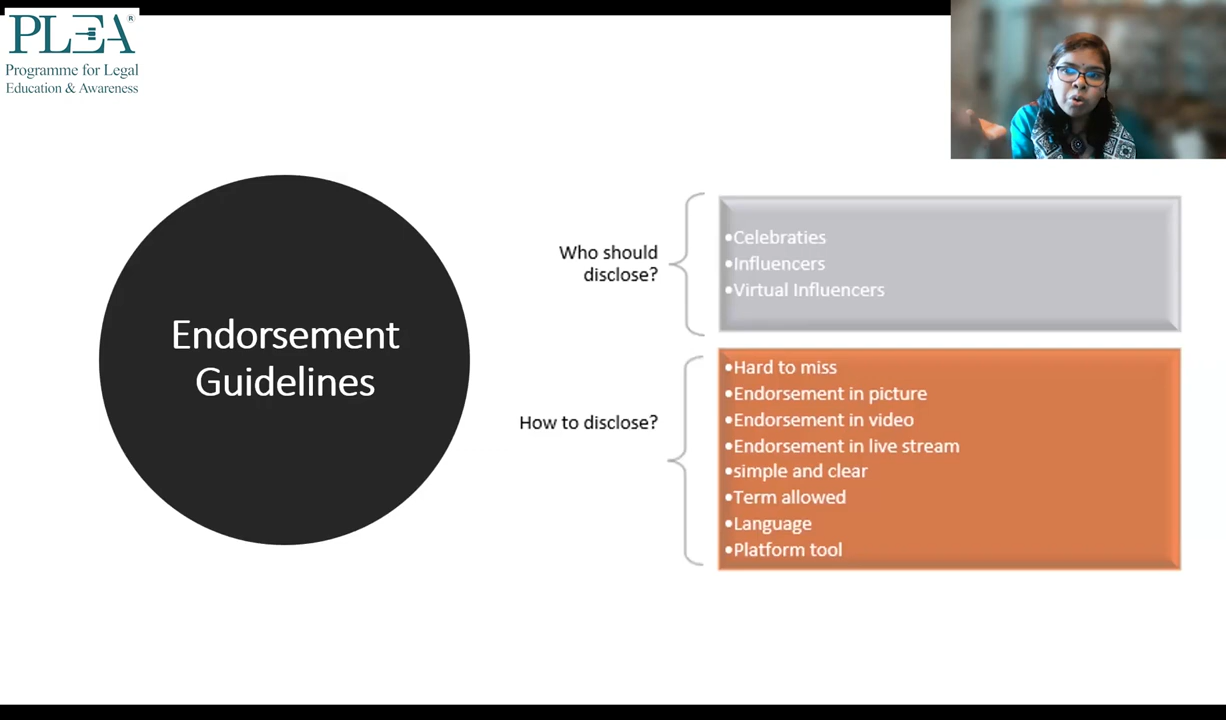 PLEA®
Programme for Legal
Education & Awareness
Endorsement
Guidelines
Who should
disclose?
•Celebraties
•Influencers
•Virtual Influencers
How to disclose?
•Hard to miss
•Endorsement in picture
•Endorsement in video
•Endorsement in live stream
•simple and clear
•Term allowed
•Language
•Platform tool